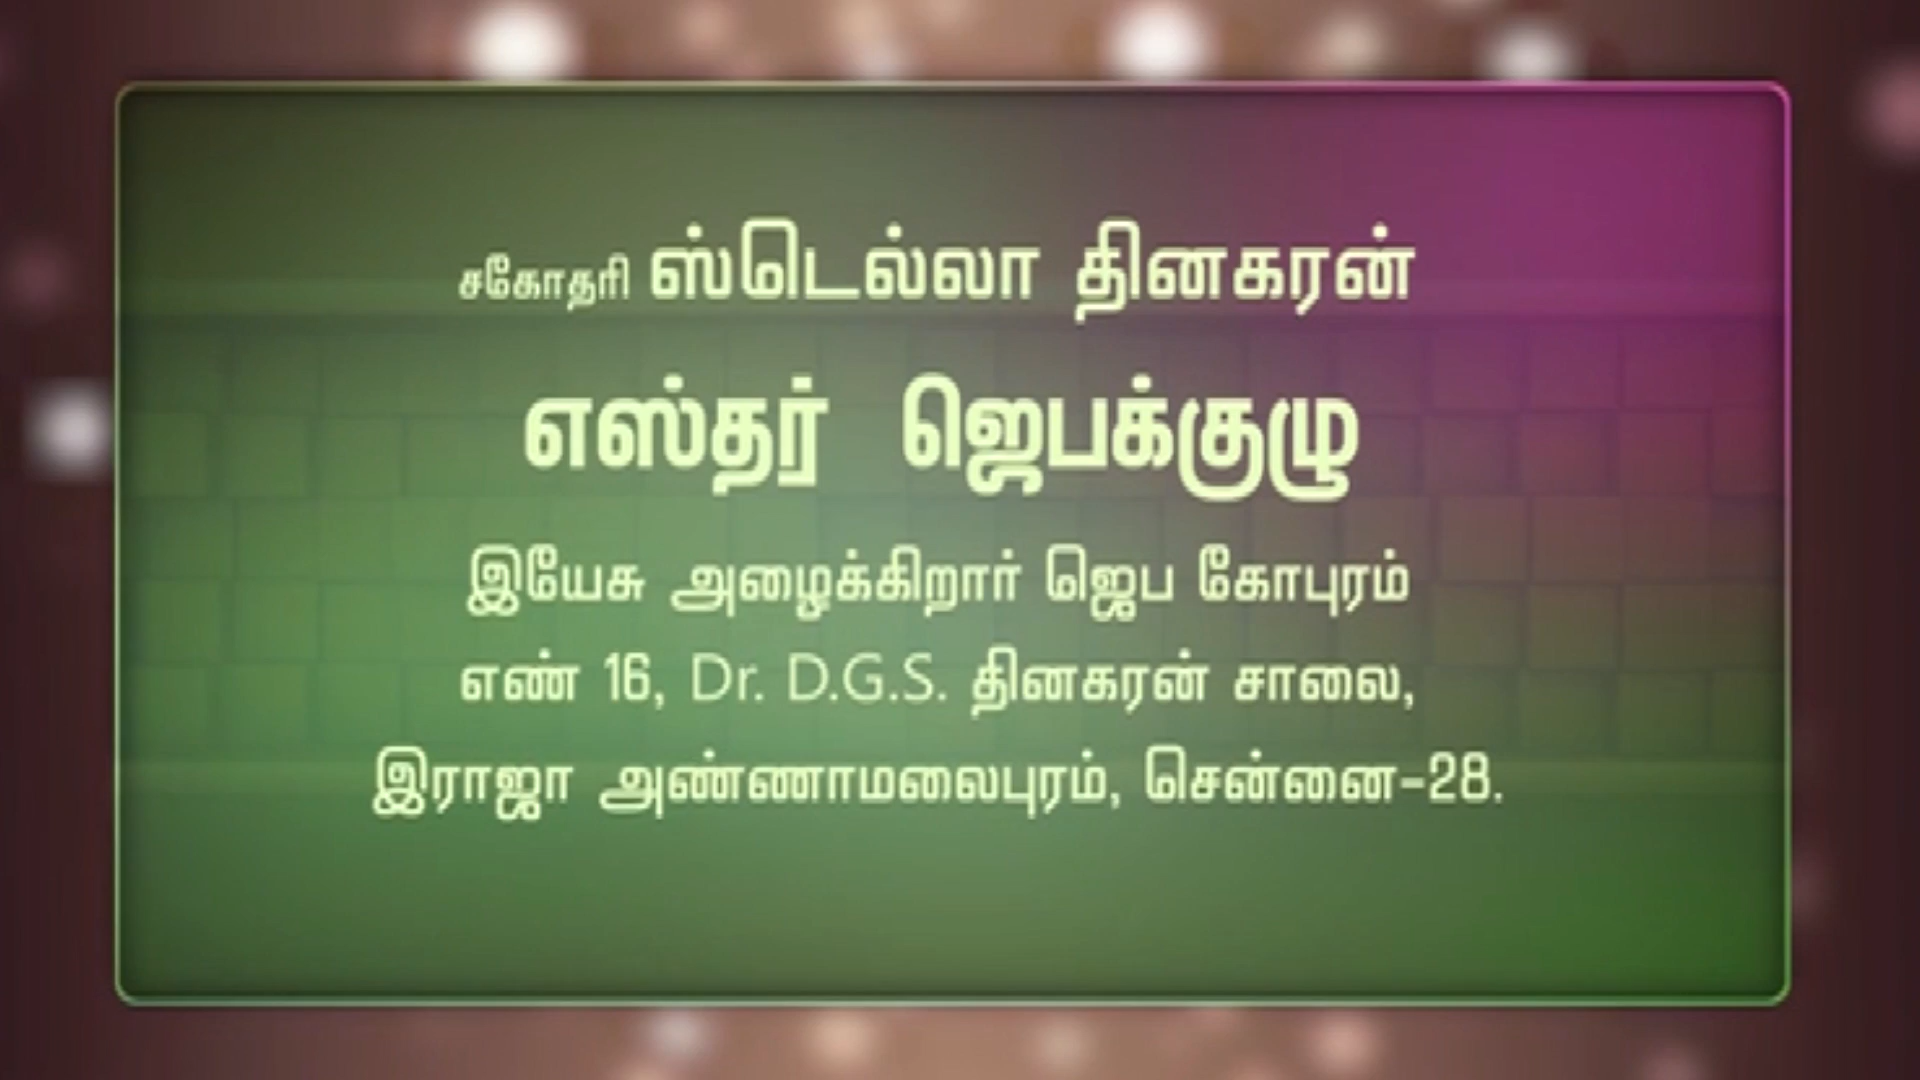 சகோதரி ஸ்டெல்லா தினகரன்
எஸ்தர் ஜெபக்குழு
இயேசு அழைக்கிறார் ஜெப கோபுரம்
எண் 16, Dr. D.G.S. தினகரன் சாலை,
இராஜா அண்ணாமலைபுரம், சென்னை-28.